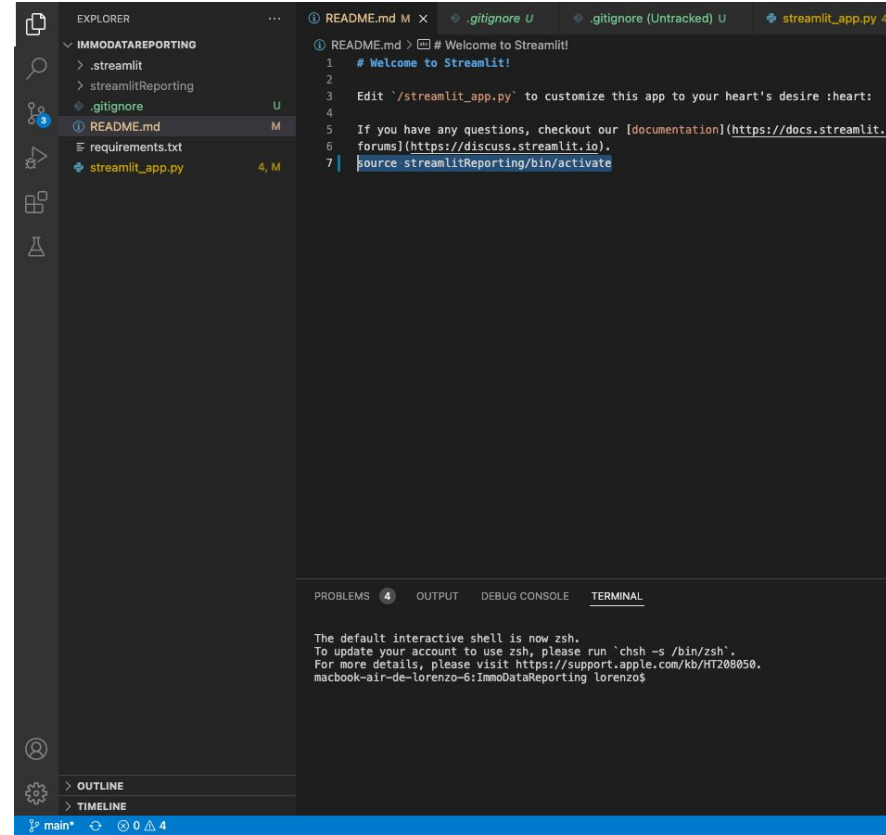 EXPLORER
README.md M
.gitignore U
.gitignore (Untracked) U
streamlit_app.py 4
IMMODATAREPORTING
.streamlit
streamlitReporting
.gitignore U
README.md M
requirements.txt
streamlit_app.py 4, M
3
README.md > # Welcome to Streamlit!
1 # Welcome to Streamlit!
2
3 Edit `/streamlit_app.py` to customize this app to your heart's desire :heart:
4
5 If you have any questions, checkout our [documentation](https://docs.streamlit.
6 forums](https://discuss.streamlit.io).
7 source streamlitReporting/bin/activate
PROBLEMS 4 OUTPUT DEBUG CONSOLE TERMINAL
The default interactive shell is now zsh.
To update your account to use zsh, please run `chsh -s /bin/zsh`.
For more details, please visit https://support.apple.com/kb/HT208050.
macbook-air-de-lorenzo-6:ImmoDataReporting lorenzo$
OUTLINE
TIMELINE
main* 0 4